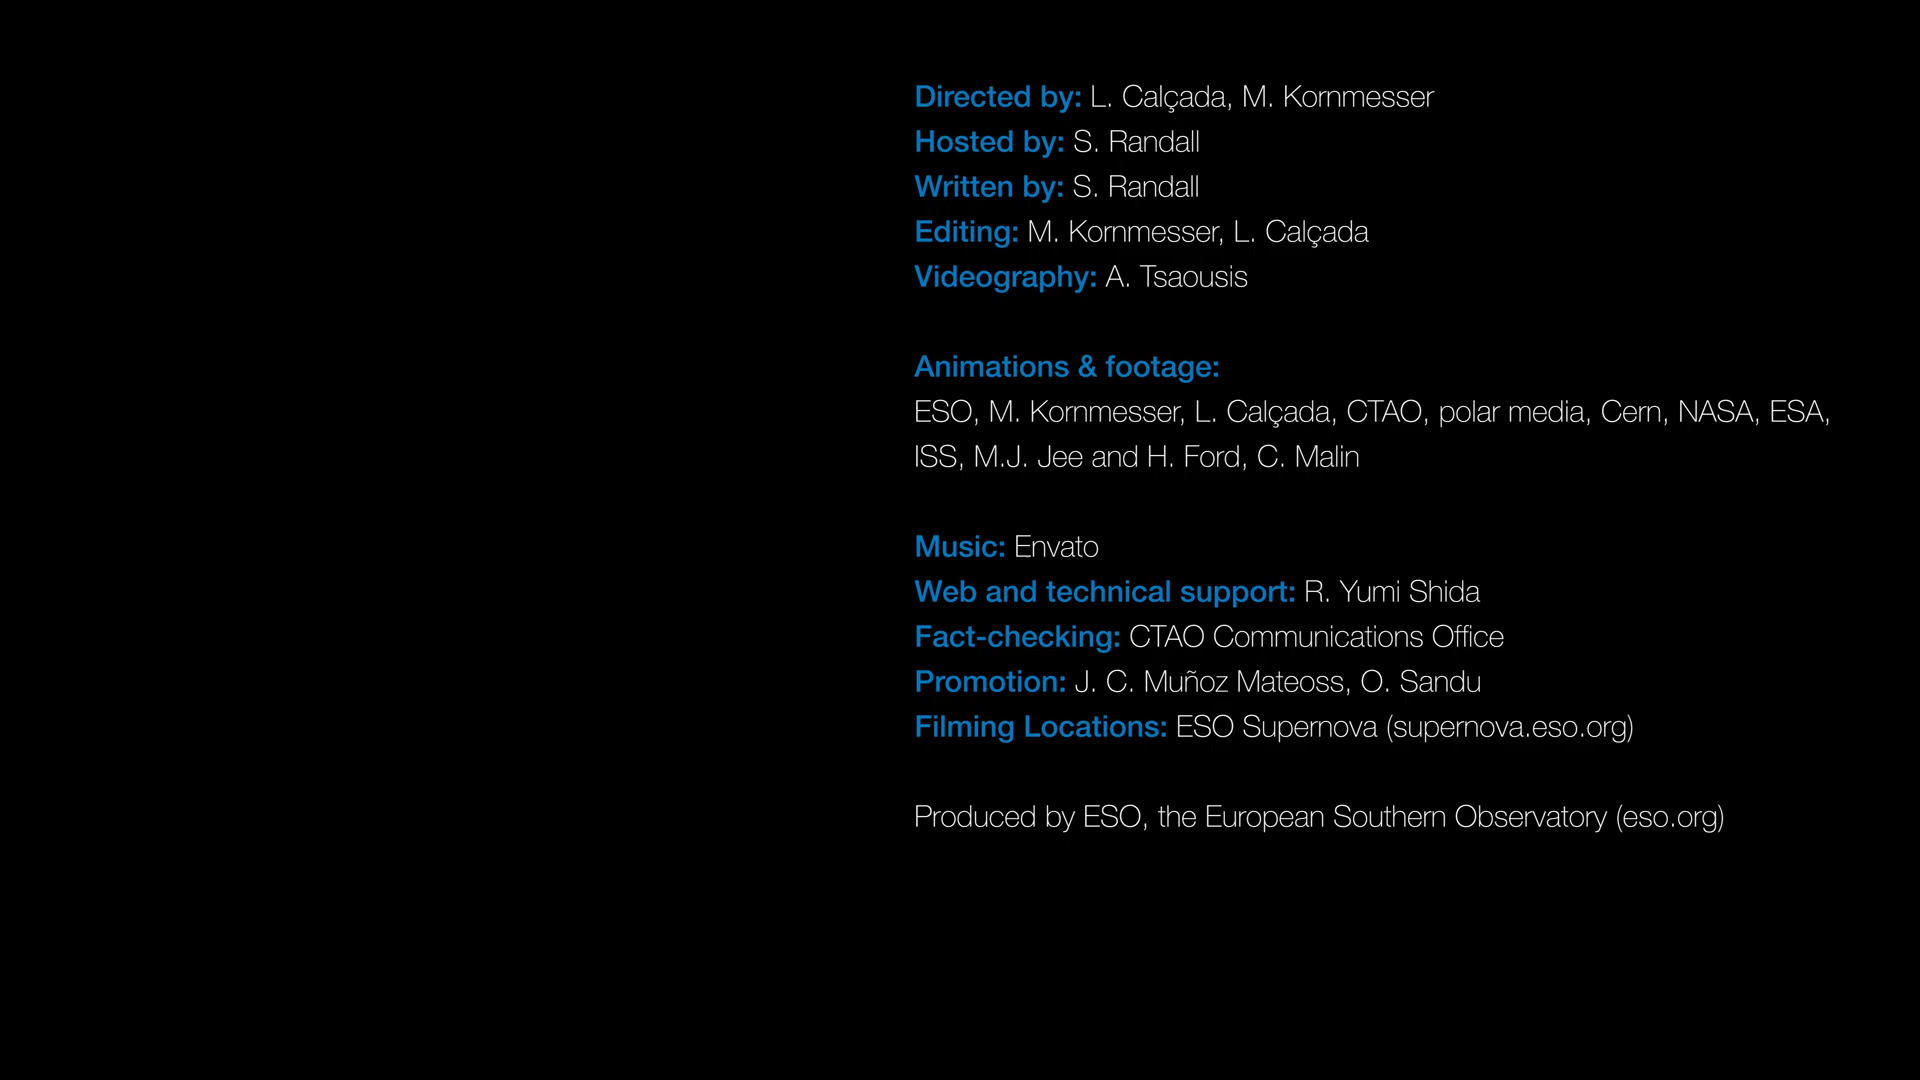 Directed by: L. Calçada, M. Kornmesser
Hosted by: S. Randall
Written by: S. Randall
Editing: M. Kornmesser, L. Calçada
Videography: A. Tsaousis
Animations & footage:
ESO, M. Kornmesser, L. Calçada, CTAO, polar media, Cern, NASA, ESA,
ISS, M.J. Jee and H. Ford, C. Malin
Music: Envato
Web and technical support: R. Yumi Shida
Fact-checking: CTAO Communications Office
Promotion: J. C. Muñoz Mateoss, O. Sandu
Filming Locations: ESO Supernova (supernova.eso.org)
Produced by ESO, the European Southern Observatory (eso.org)